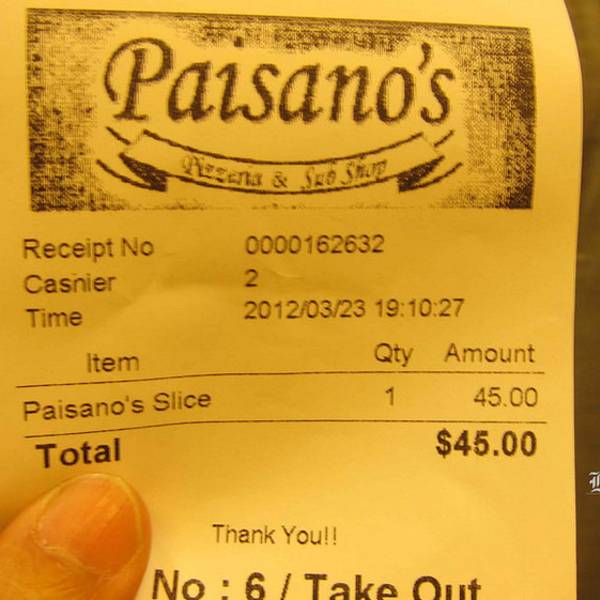 Paisano's
Pizzeria & Sub Shop
Receipt No 0000162632
Cashier 2
Time 2012/03/23 19:10:27
Item Qty Amount
Paisano's Slice 1 45.00
Total $45.00
Thank You!!
No : 6 / Take Out